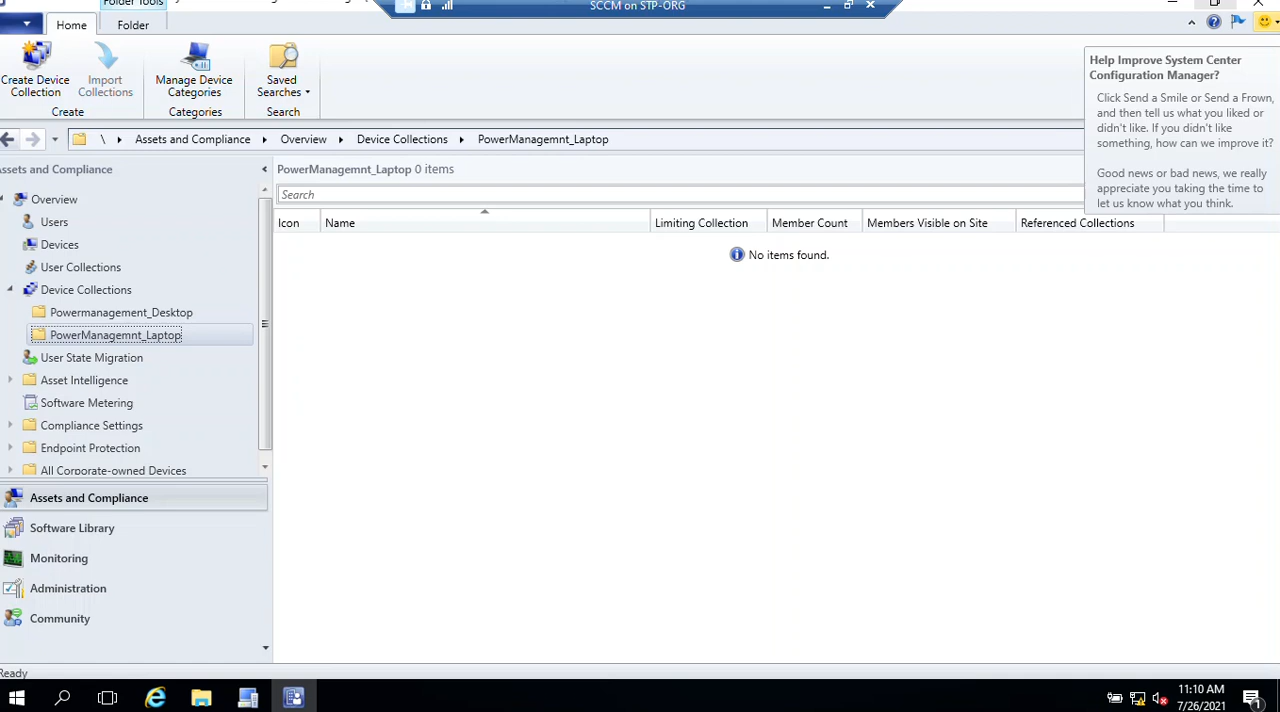 Folder Tools
SCCM on STP-ORG
Home
Folder
Create Device
Collection
Import
Collections
Manage Device
Categories
Saved
Searches
Create
Categories
Search
Help Improve System Center
Configuration Manager?
Click Send a Smile or Send a Frown,
and then tell us what you liked or
didn't like. If you didn't like
something, how can we improve it?
Good news or bad news, we really
appreciate you taking the time to
let us know what you think.
\ Assets and Compliance Overview Device Collections PowerManagemnt_Laptop
ssets and Compliance
PowerManagemnt_Laptop 0 items
Search
Icon Name Limiting Collection Member Count Members Visible on Site Referenced Collections
No items found.
Overview
Users
Devices
User Collections
Device Collections
Powermanagement_Desktop
PowerManagemnt_Laptop
User State Migration
Asset Intelligence
Software Metering
Compliance Settings
Endpoint Protection
All Corporate-owned Devices
Assets and Compliance
Software Library
Monitoring
Administration
Community
Ready
11:10 AM
7/26/2021
1